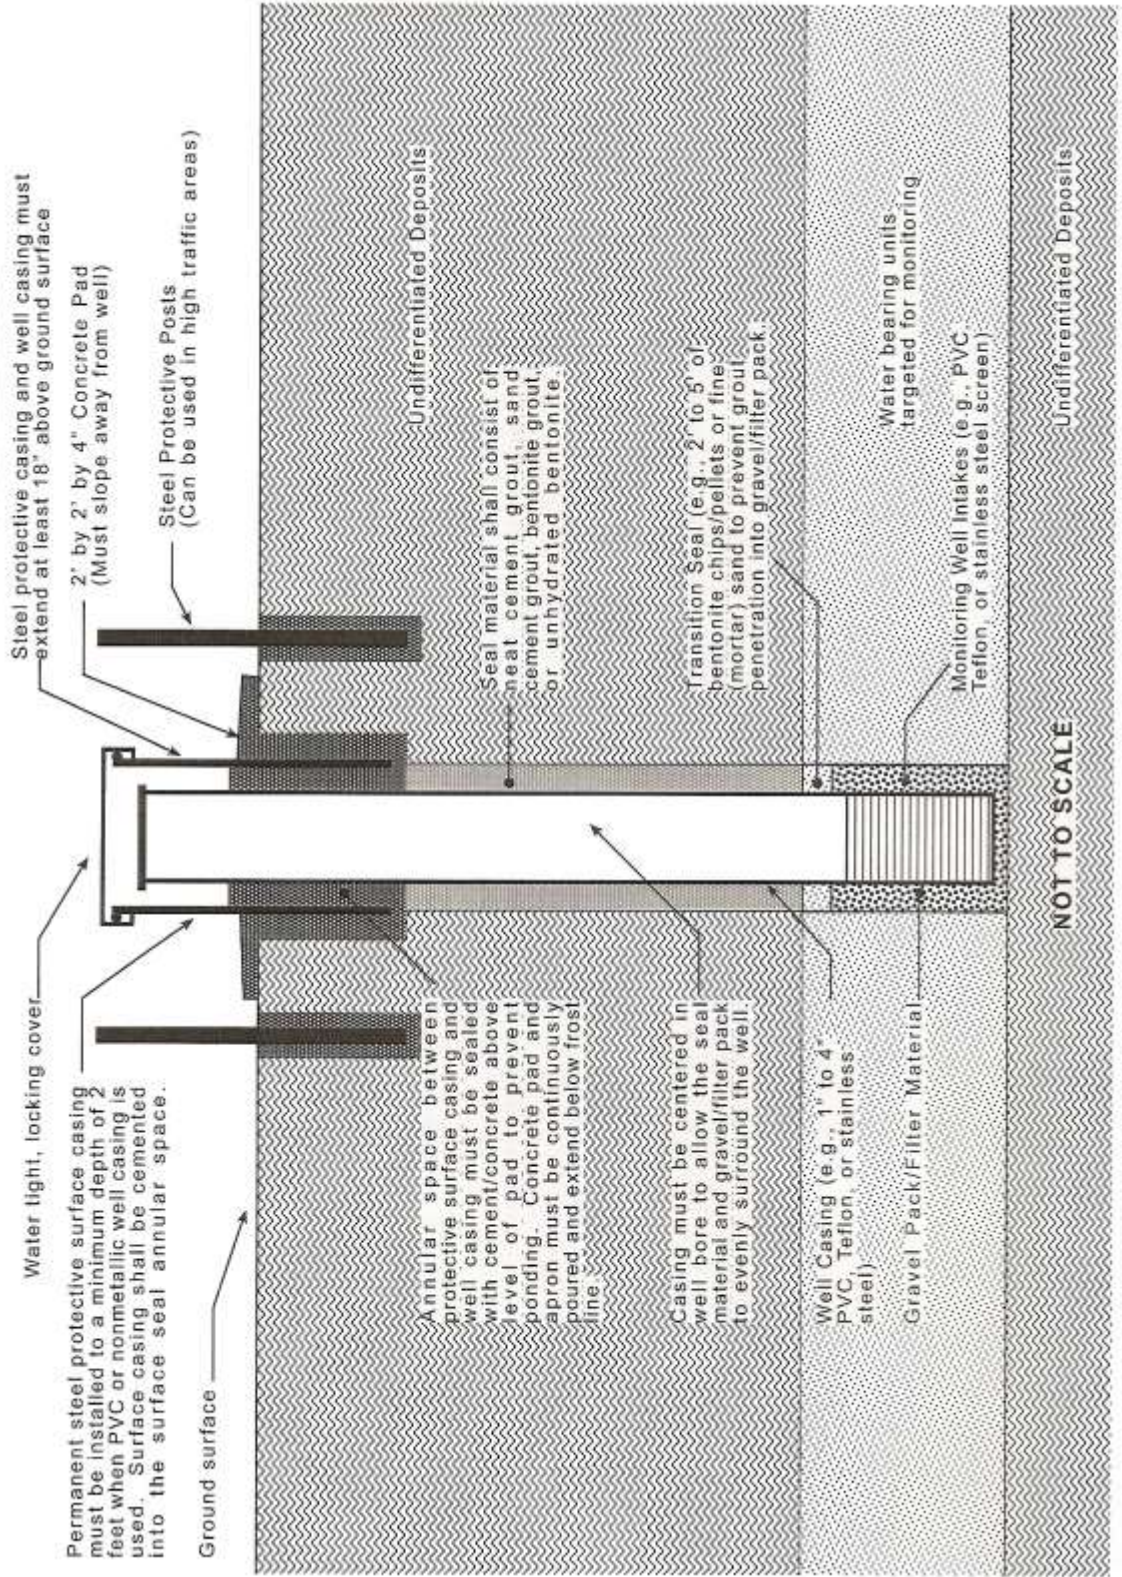 Water tight, locking cover
Permanent steel protective surface casing
must be installed to a minimum depth of 2
feet when PVC or nonmetallic well casing is
used. Surface casing shall be cemented
into the surface seal annular space.
Ground surface
Steel protective casing and well casing must
extend at least 18" above ground surface
2' by 2' by 4" Concrete Pad
(Must slope away from well)
Steel Protective Posts
(Can be used in high traffic areas)
Annular space between
protective surface casing and
well casing must be sealed
with cement/concrete above
level of pad to prevent
ponding. Concrete pad and
apron must be continuously
poured and extend below frost
line.
Undifferentiated Deposits
Seal material shall consist of
neat cement grout, sand
cement grout, bentonite grout,
or unhydrated bentonite.
Casing must be centered in
well bore to allow the seal
material and gravel/filter pack
to evenly surround the well
Transition Seal (e.g., 2' to 5' of
bentonite chips/pellets or fine
(mortar) sand to prevent grout
penetration into gravel/filter pack.
Well Casing (e.g., 1" to 4"
PVC, Teflon, or stainless
steel)
Gravel Pack/Filter Material
Water bearing units
targeted for monitoring
Monitoring Well Intakes (e.g., PVC
Teflon, or stainless steel screen)
Undifferentiated Deposits
NOT TO SCALE